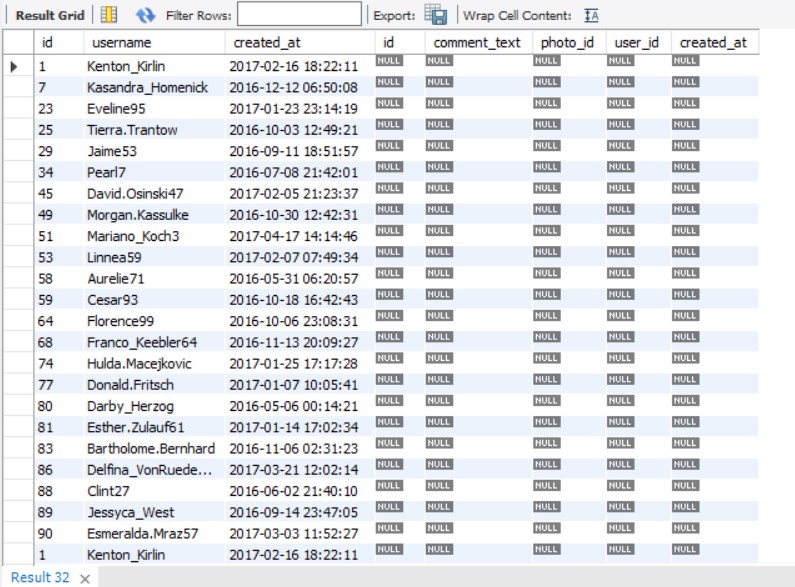 Result Grid Filter Rows: Export: Wrap Cell Content: IA
id username created_at id comment_text photo_id user_id created_at
1 Kenton_Kirlin 2017-02-16 18:22:11 NULL NULL NULL NULL NULL
7 Kasandra_Homenick 2016-12-12 06:50:08 NULL NULL NULL NULL NULL
23 Eveline95 2017-01-23 23:14:19 NULL NULL NULL NULL NULL
25 Tierra.Trantow 2016-10-03 12:49:21 NULL NULL NULL NULL NULL
29 Jaime53 2016-09-11 18:51:57 NULL NULL NULL NULL NULL
34 Pearl7 2016-07-08 21:42:01 NULL NULL NULL NULL NULL
45 David.Osinski47 2017-02-05 21:23:37 NULL NULL NULL NULL NULL
49 Morgan.Kassulke 2016-10-30 12:42:31 NULL NULL NULL NULL NULL
51 Mariano_Koch3 2017-04-17 14:14:46 NULL NULL NULL NULL NULL
53 Linnea59 2017-02-07 07:49:34 NULL NULL NULL NULL NULL
58 Aurelie71 2016-05-31 06:20:57 NULL NULL NULL NULL NULL
59 Cesar93 2016-10-18 16:42:43 NULL NULL NULL NULL NULL
64 Florence99 2016-10-06 23:08:31 NULL NULL NULL NULL NULL
68 Franco_Keebler64 2016-11-13 20:09:27 NULL NULL NULL NULL NULL
74 Hulda.Macejkovic 2017-01-25 17:17:28 NULL NULL NULL NULL NULL
77 Donald.Fritsch 2017-01-07 10:05:41 NULL NULL NULL NULL NULL
80 Darby_Herzog 2016-05-06 00:14:21 NULL NULL NULL NULL NULL
81 Esther.Zulauf61 2017-01-14 17:02:34 NULL NULL NULL NULL NULL
83 Bartholome.Bernhard 2016-11-06 02:31:23 NULL NULL NULL NULL NULL
86 Delfina_VonRuede... 2017-03-21 12:02:14 NULL NULL NULL NULL NULL
88 Clint27 2016-06-02 21:40:10 NULL NULL NULL NULL NULL
89 Jessyca_West 2016-09-14 23:47:05 NULL NULL NULL NULL NULL
90 Esmeralda.Mraz57 2017-03-03 11:52:27 NULL NULL NULL NULL NULL
1 Kenton_Kirlin 2017-02-16 18:22:11 NULL NULL NULL NULL NULL
Result 32 ×